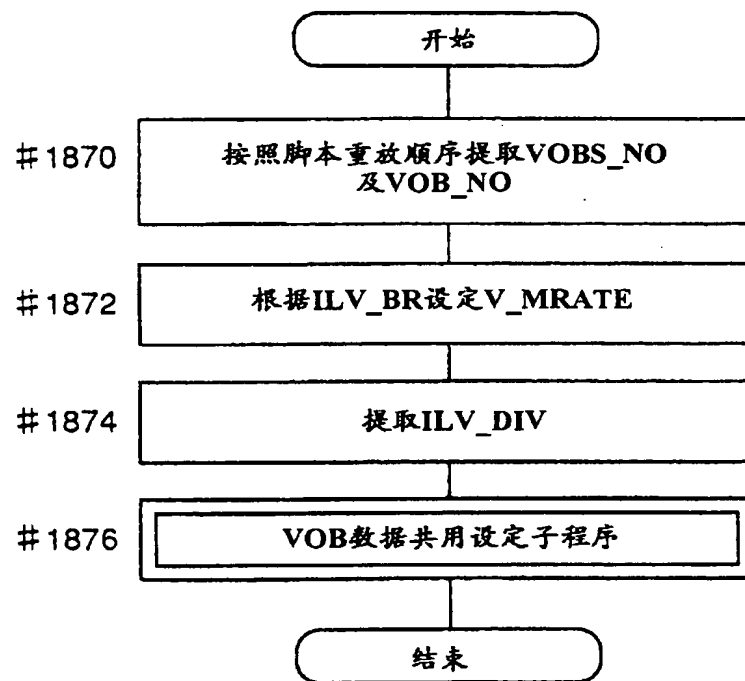 开始
#1870
按照脚本重放顺序提取VOBS_NO
及VOB_NO
#1872
根据ILV_BR设定V_MRATE
#1874
提取ILV_DIV
#1876
VOB数据共用设定子程序
结束